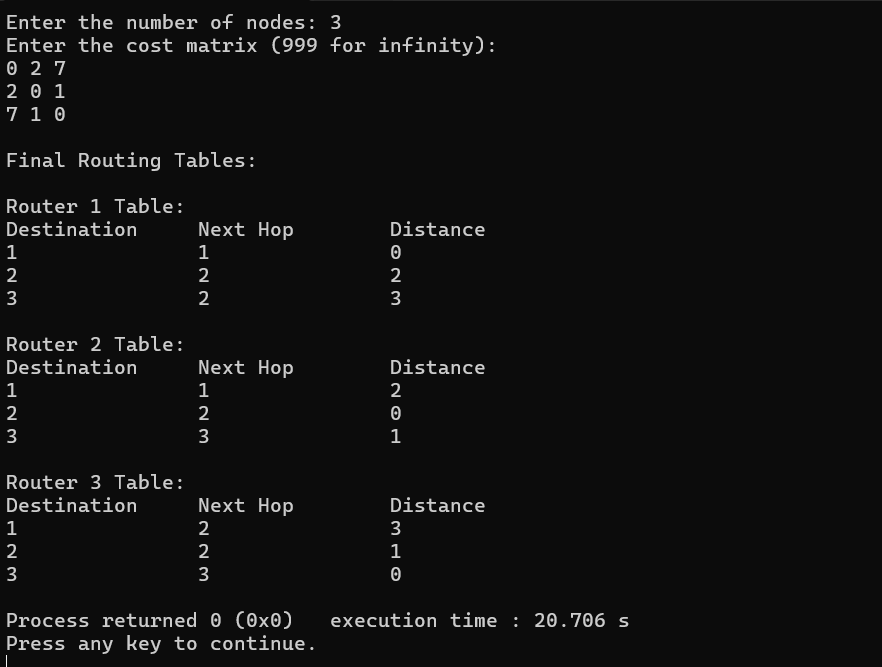 Enter the number of nodes: 3
Enter the cost matrix (999 for infinity):
0 2 7
2 0 1
7 1 0
Final Routing Tables:
Router 1 Table:
Destination     Next Hop        Distance
1               1               0
2               2               2
3               2               3
Router 2 Table:
Destination     Next Hop        Distance
1               1               2
2               2               0
3               3               1
Router 3 Table:
Destination     Next Hop        Distance
1               2               3
2               2               1
3               3               0
Process returned 0 (0x0)   execution time : 20.706 s
Press any key to continue.